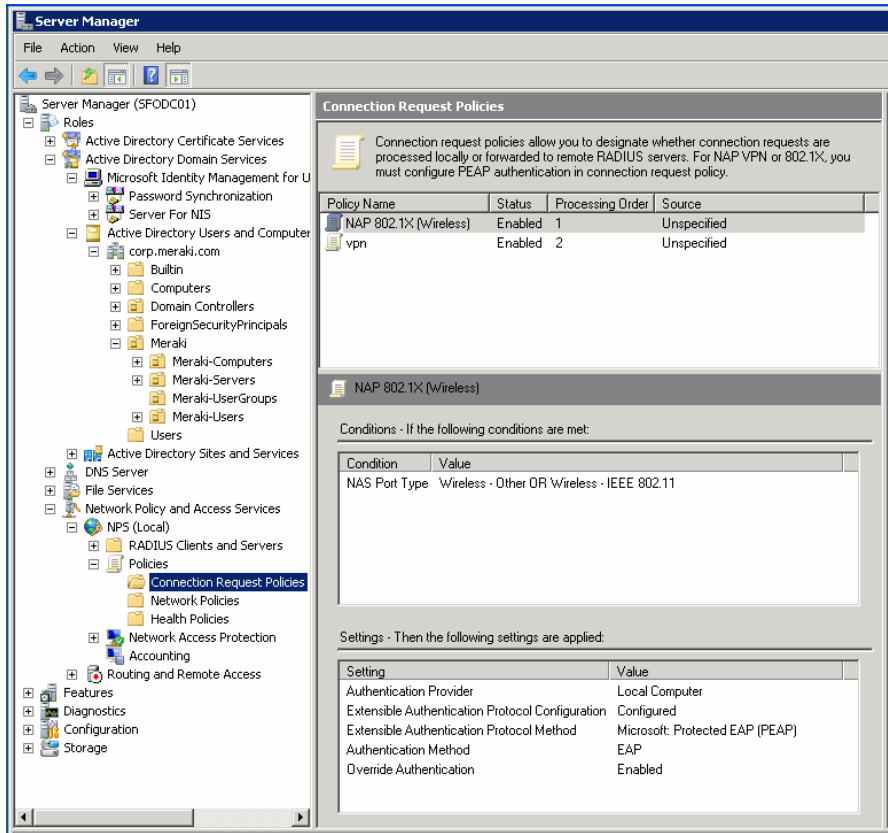 Server Manager
File Action View Help
Server Manager (SFODC01)
Roles
Active Directory Certificate Services
Active Directory Domain Services
Microsoft Identity Management for U
Password Synchronization
Server For NIS
Active Directory Users and Computer
corp.meraki.com
Builtin
Computers
Domain Controllers
ForeignSecurityPrincipals
Meraki
Meraki-Computers
Meraki-Servers
Meraki-UserGroups
Meraki-Users
Users
Active Directory Sites and Services
DNS Server
File Services
Network Policy and Access Services
NPS (Local)
RADIUS Clients and Servers
Policies
Connection Request Policies
Network Policies
Health Policies
Network Access Protection
Accounting
Routing and Remote Access
Features
Diagnostics
Configuration
Storage
Connection Request Policies
Connection request policies allow you to designate whether connection requests are
processed locally or forwarded to remote RADIUS servers. For NAP VPN or 802.1X, you
must configure PEAP authentication in connection request policy.
Policy Name Status Processing Order Source
NAP 802.1X (Wireless) Enabled 1 Unspecified
vpn Enabled 2 Unspecified
NAP 802.1X (Wireless)
Conditions - If the following conditions are met:
Condition Value
NAS Port Type Wireless - Other OR Wireless - IEEE 802.11
Settings - Then the following settings are applied:
Setting Value
Authentication Provider Local Computer
Extensible Authentication Protocol Configuration Configured
Extensible Authentication Protocol Method Microsoft: Protected EAP (PEAP)
Authentication Method EAP
Override Authentication Enabled